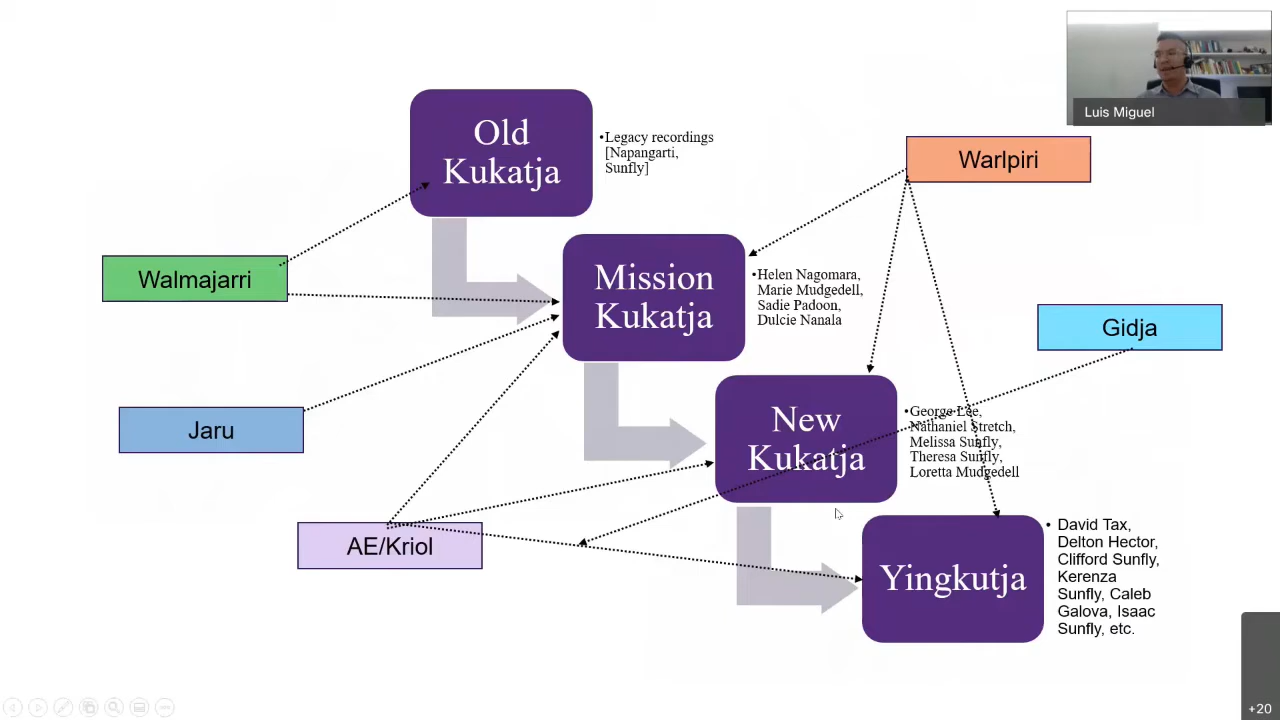 Luis Miguel
Old
Kukatja
•Legacy recordings
[Napangarti,
Sunfly]
Warlpiri
Walmajarri
Mission
Kukatja
•Helen Nagomara,
Marie Mudgedell,
Sadie Padoon,
Dulcie Nanala
Gidja
Jaru
New
Kukatja
•George Lee,
Nathaniel Stretch,
Melissa Sunfly,
Theresa Sunfly,
Loretta Mudgedell
AE/Kriol
Yingkutja
• David Tax,
Delton Hector,
Clifford Sunfly,
Kerenza
Sunfly, Caleb
Galova, Isaac
Sunfly, etc.
+20